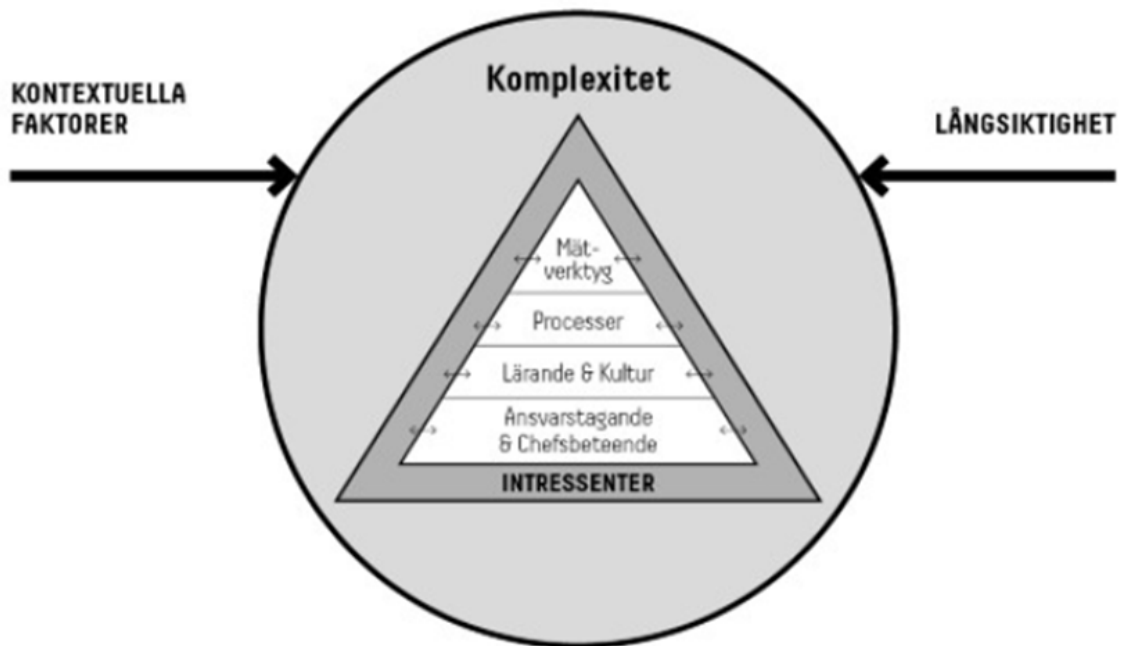 Komplexitet
KONTEXTUELLA
FAKTORER
LÅNGSIKTIGHET
Mät-
verktyg
Processer
Lärande & Kultur
Ansvarstagande
& Chefsbeteende
INTRESSENTER